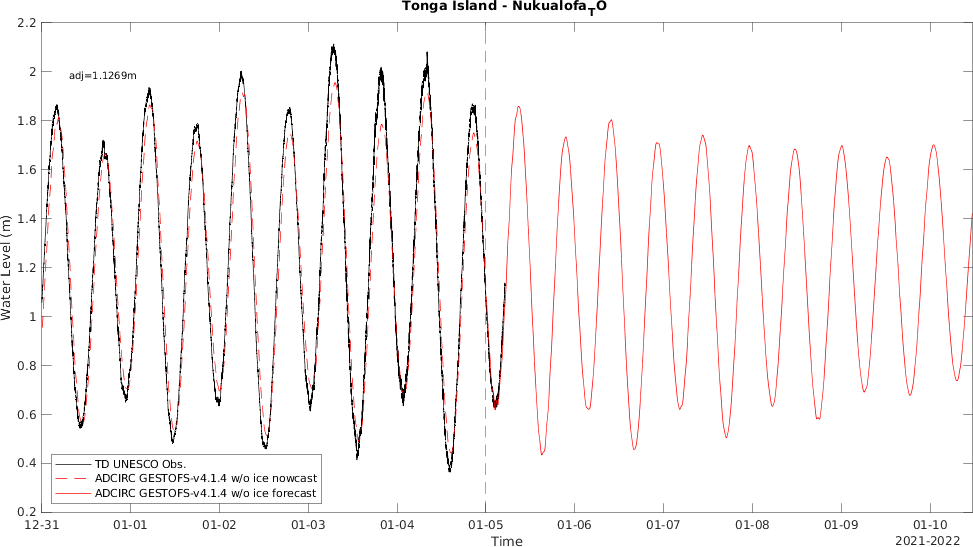 Tonga Island - NukualofaTO
2.2
2
1.8
1.6
1.4
1.2
1
0.8
0.6
0.4
0.2
Water Level (m)
adj=1.1269m
TD UNESCO Obs.
ADCIRC GESTOFS-v4.1.4 w/o ice nowcast
ADCIRC GESTOFS-v4.1.4 w/o ice forecast
12-31 01-01 01-02 01-03 01-04 01-05 01-06 01-07 01-08 01-09 01-10
Time
2021-2022